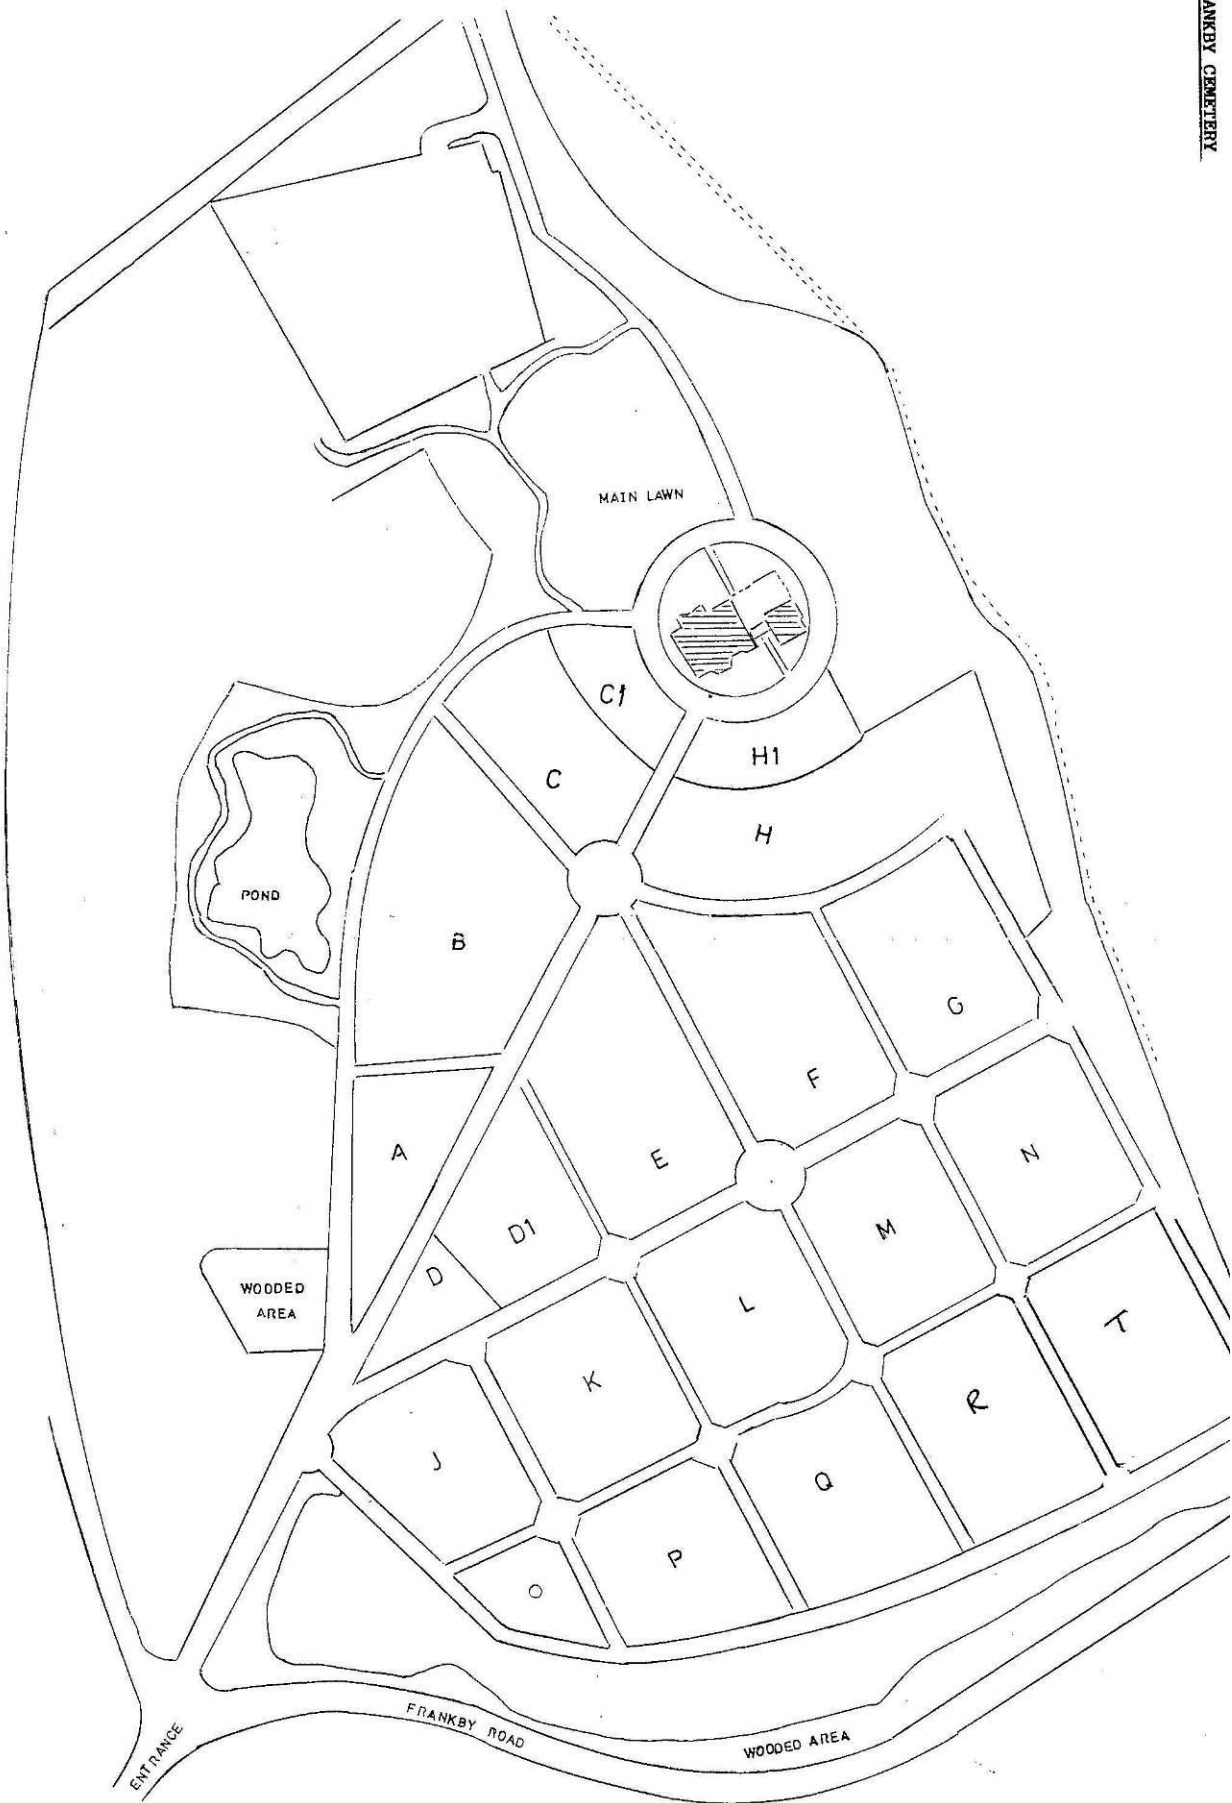 ANKBY CEMETERY
MAIN LAWN
C1
H1
C
H
POND
B
G
F
A
E
N
D1
M
D
WOODED
AREA
L
T
K
R
J
Q
P
O
FRANKBY ROAD
ENTRANCE
WOODED AREA